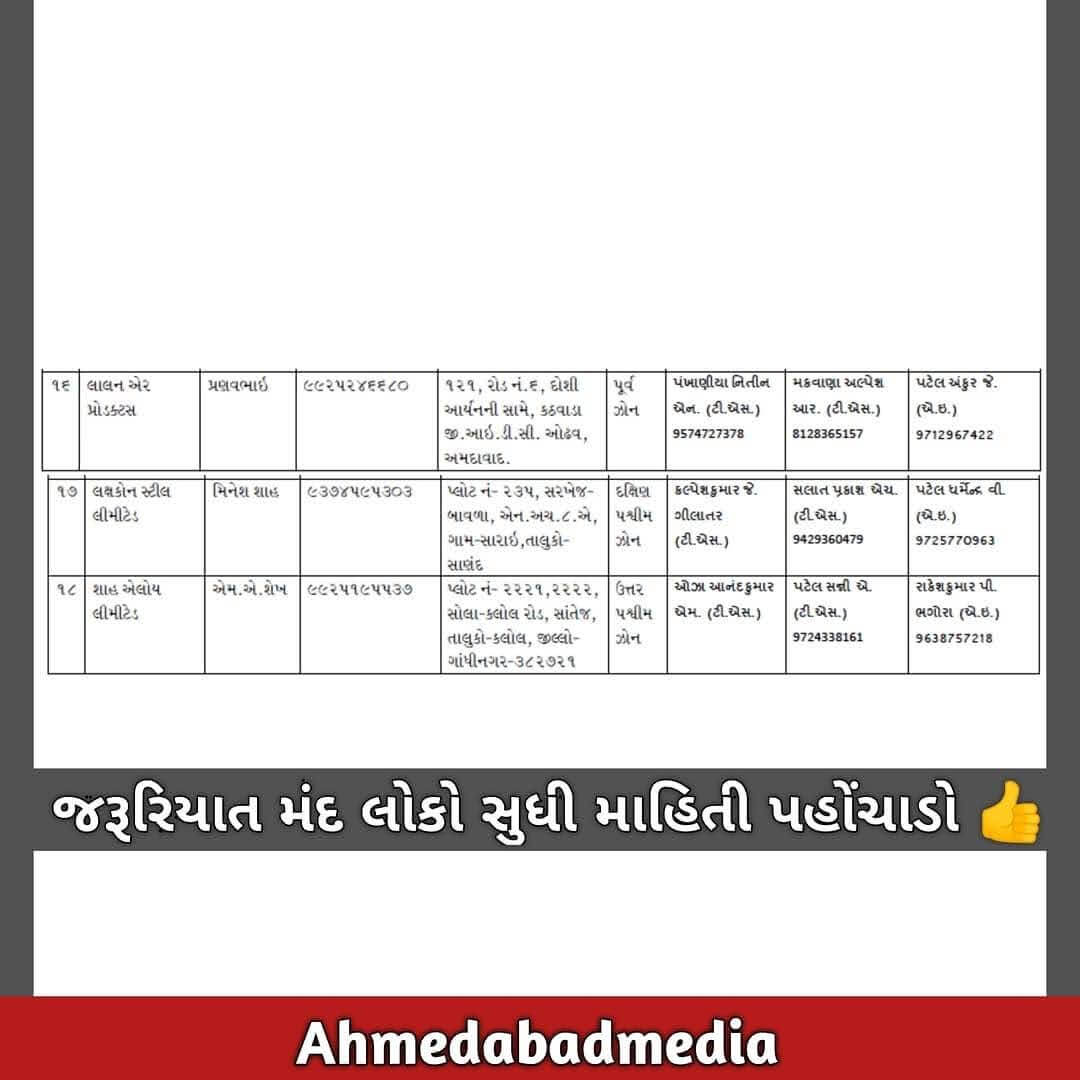 ૧૬ લાલન એર પ્રણવભાઇ ૯૯૨૫૨૪૬૬૮૦ ૧૨૧, રોડ નં.૬, દોશી પૂર્વ પંખાણીયા નિતીન મકવાણા અલ્પેશ પટેલ અંકુર જે.
પ્રોડક્ટસ આર્યનની સામે, કઠવાડા ઝોન એન. (ટી.એસ.) આર. (ટી.એસ.) (એ.ઇ.)
જી.આઇ.ડી.સી. ઓઢવ, 9574727378 8128365157 9712967422
અમદાવાદ.
૧૭ લક્ષકોન સ્ટીલ મિનેશ શાહ ૯૩૭૪૫૯૫૩૦૩ પ્લોટ નં- ૨૩૫, સરખેજ- દક્ષિણ કલ્પેશકુમાર જે. સલાત પ્રકાશ એચ. પટેલ ધર્મેન્દ્ર વી.
લીમીટેડ બાવળા, એન.અચ.૮.એ, પશ્ચીમ ગીલાતર (ટી.એસ.) (એ.ઇ.)
ગામ-સારાઇ,તાલુકો- ઝોન (ટી.એસ.) 9429360479 9725770963
સાણંદ
૧૮ શાહ એલોય એમ.એ.શેખ ૯૯૨૫૧૯૫૫૩૭ પ્લોટ નં- ૨૨૨૧,૨૨૨૨, ઉત્તર ઓઝા આનંદકુમાર પટેલ સન્ની એ. રાકેશકુમાર પી.
લીમીટેડ સોલા-કલોલ રોડ, સાંતેજ, પશ્ચીમ એમ. (ટી.એસ.) (ટી.એસ.) ભગોરા (એ.ઇ.)
તાલુકો-કલોલ, જીલ્લો- ઝોન 9724338161 9638757218
ગાંધીનગર-૩૮૨૭૨૧
જરૂરિયાત મંદ લોકો સુધી માહિતી પહોંચાડો 👍
Ahmedabadmedia